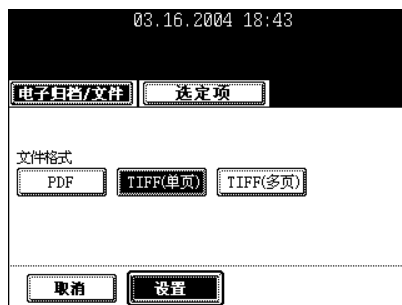 03.16.2004 18:43
电子归档/文件 选定项
文件格式
PDF TIFF(单页) TIFF(多页)
取消 设置